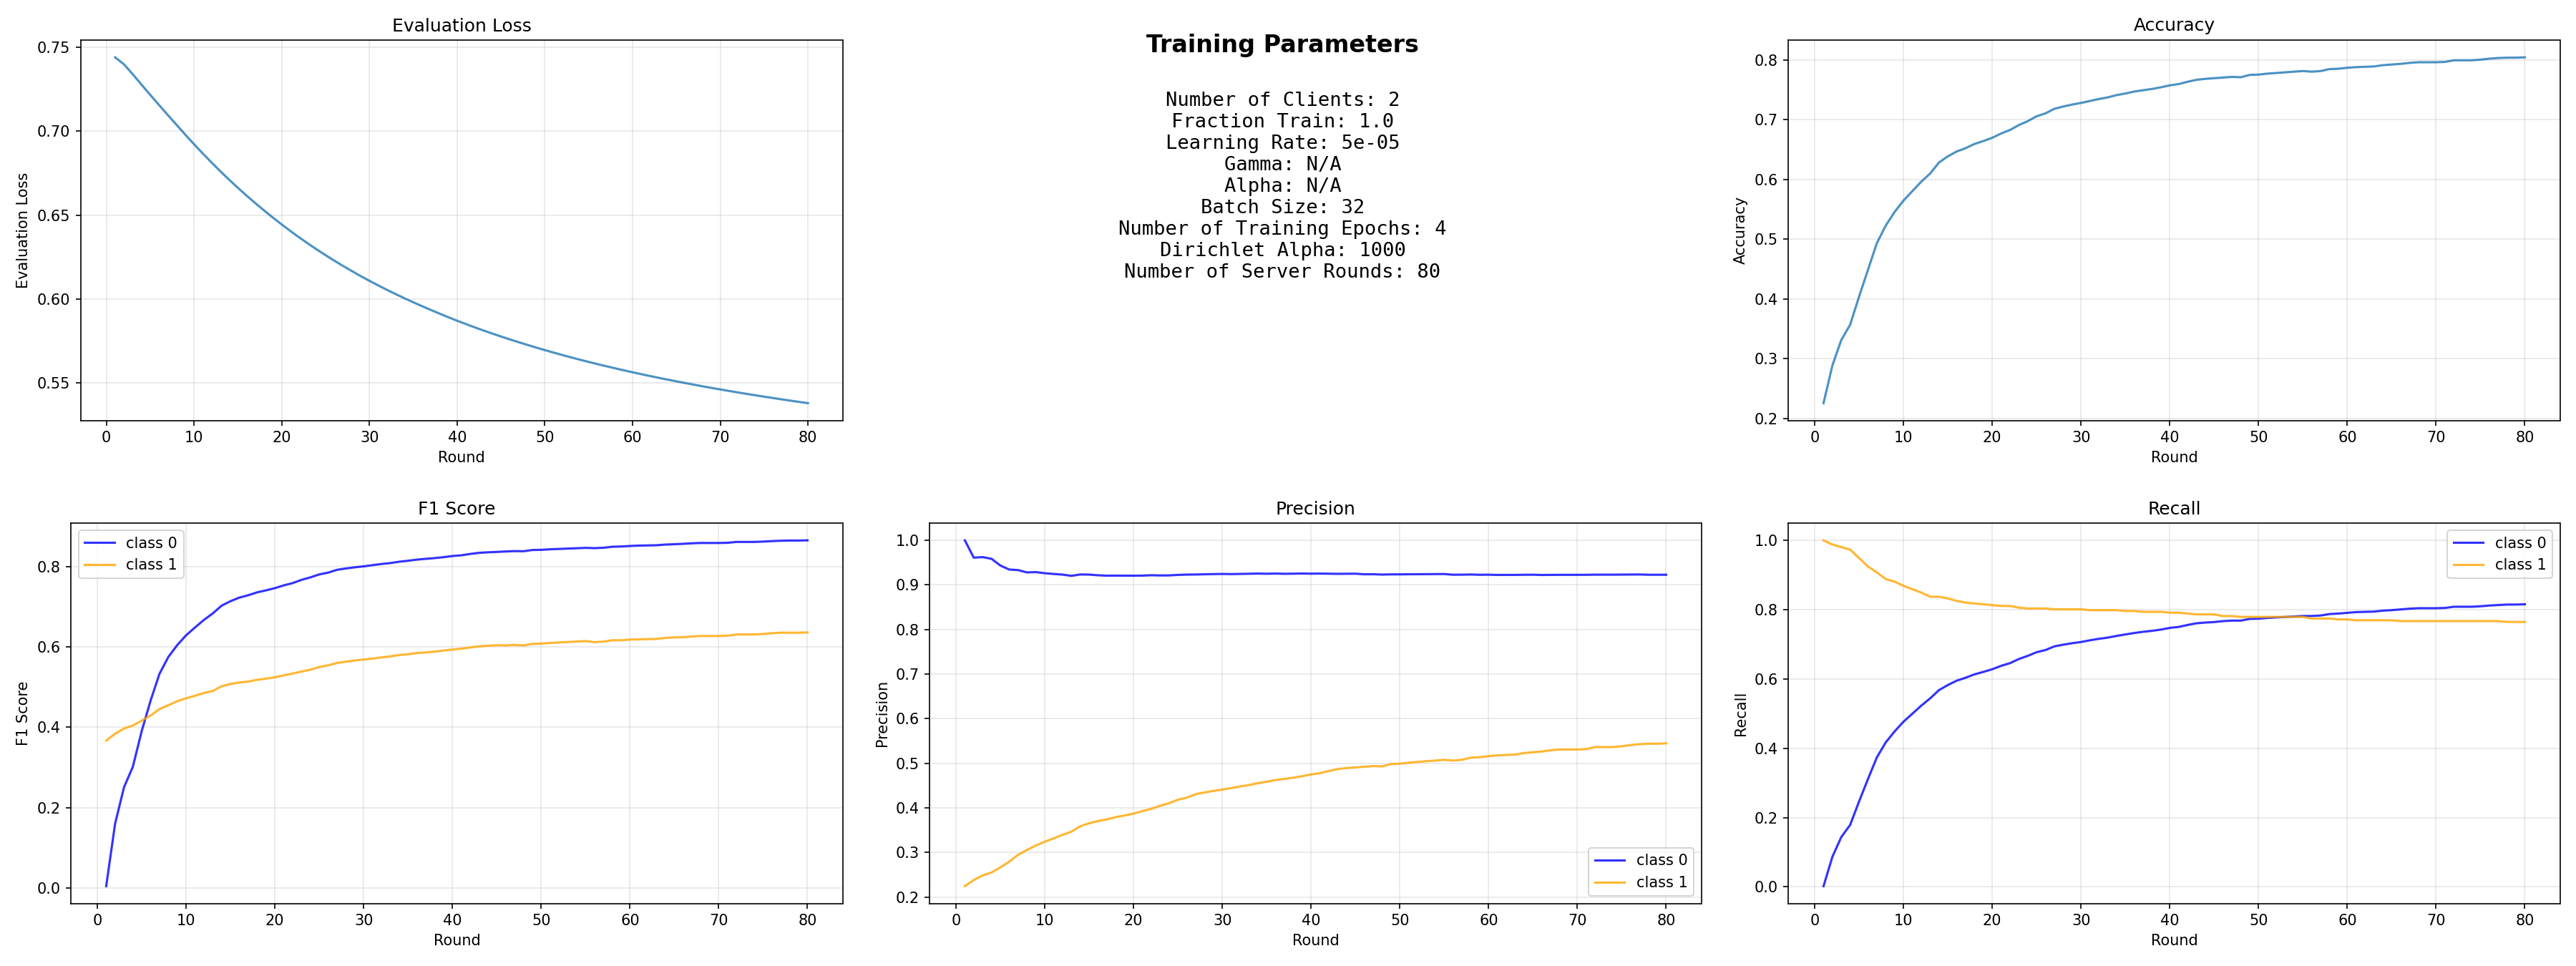 Evaluation Loss
Evaluation Loss
0.75
0.70
0.65
0.60
0.55
0 10 20 30 40 50 60 70 80
Round
Training Parameters
Number of Clients: 2
Fraction Train: 1.0
Learning Rate: 5e-05
Gamma: N/A
Alpha: N/A
Batch Size: 32
Number of Training Epochs: 4
Dirichlet Alpha: 1000
Number of Server Rounds: 80
Accuracy
Accuracy
0.8
0.7
0.6
0.5
0.4
0.3
0.2
0 10 20 30 40 50 60 70 80
Round
F1 Score
F1 Score
class 0
class 1
0.8
0.6
0.4
0.2
0.0
0 10 20 30 40 50 60 70 80
Round
Precision
Precision
1.0
0.9
0.8
0.7
0.6
0.5
0.4
0.3
0.2
class 0
class 1
0 10 20 30 40 50 60 70 80
Round
Recall
Recall
class 0
class 1
1.0
0.8
0.6
0.4
0.2
0.0
0 10 20 30 40 50 60 70 80
Round